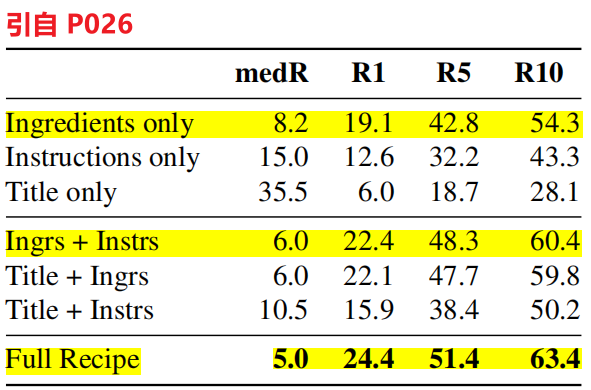 引自 P026
medR R1 R5 R10
Ingredients only 8.2 19.1 42.8 54.3
Instructions only 15.0 12.6 32.2 43.3
Title only 35.5 6.0 18.7 28.1
Ingrs + Instrs 6.0 22.4 48.3 60.4
Title + Ingrs 6.0 22.1 47.7 59.8
Title + Instrs 10.5 15.9 38.4 50.2
Full Recipe 5.0 24.4 51.4 63.4